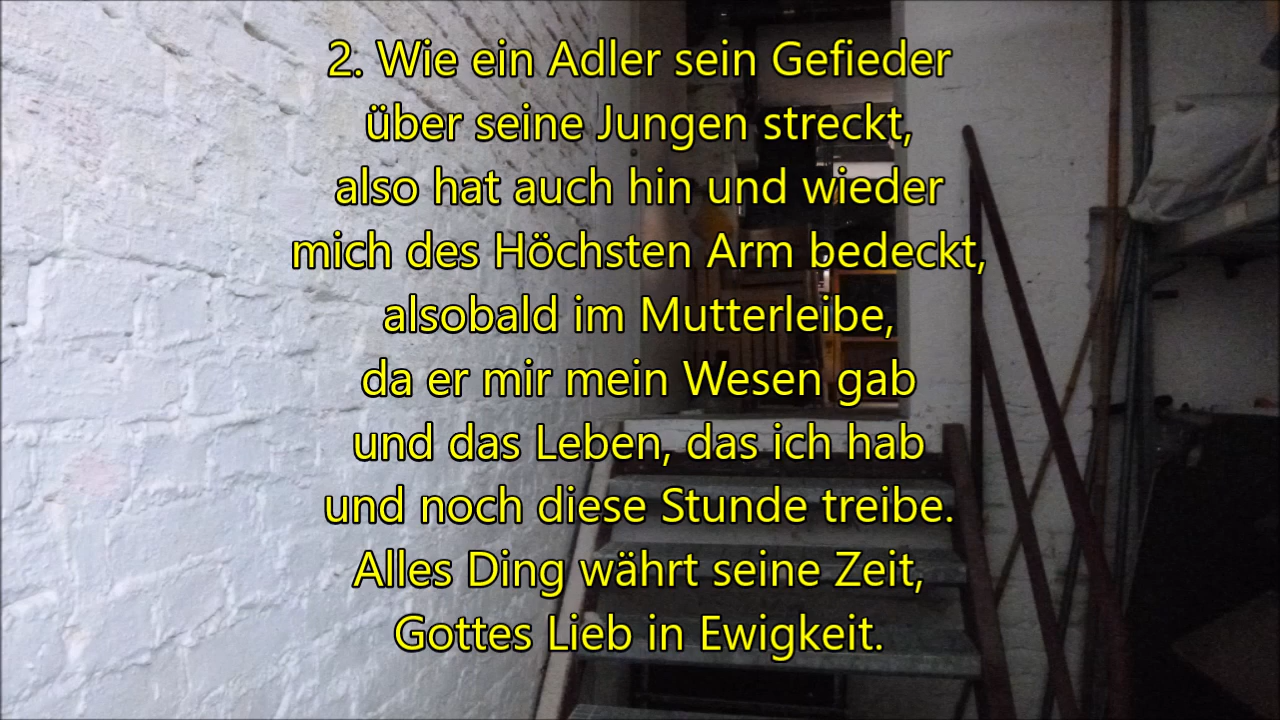 2. Wie ein Adler sein Gefieder
über seine Jungen streckt,
also hat auch hin und wieder
mich des Höchsten Arm bedeckt,
alsobald im Mutterleibe,
da er mir mein Wesen gab
und das Leben, das ich hab
und noch diese Stunde treibe.
Alles Ding währt seine Zeit,
Gottes Lieb in Ewigkeit.